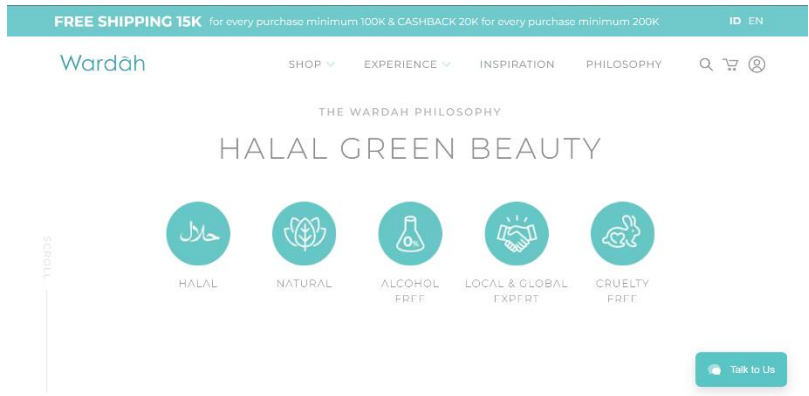 FREE SHIPPING 15K for every purchase minimum 100K & CASHBACK 20K for every purchase minimum 200K ID EN
Wardah SHOP EXPERIENCE INSPIRATION PHILOSOPHY
THE WARDAH PHILOSOPHY
HALAL GREEN BEAUTY
حلال
0%
HALAL NATURAL ALCOHOL LOCAL & GLOBAL CRUELTY
FREE EXPERT FREE
SCROLL
Talk to Us